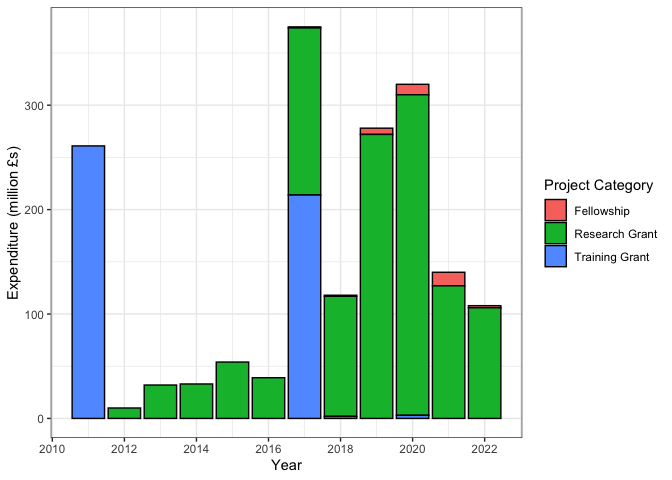 Expenditure (million £s)
300
200
100
0
2010 2012 2014 2016 2018 2020 2022
Year
Project Category
Fellowship
Research Grant
Training Grant